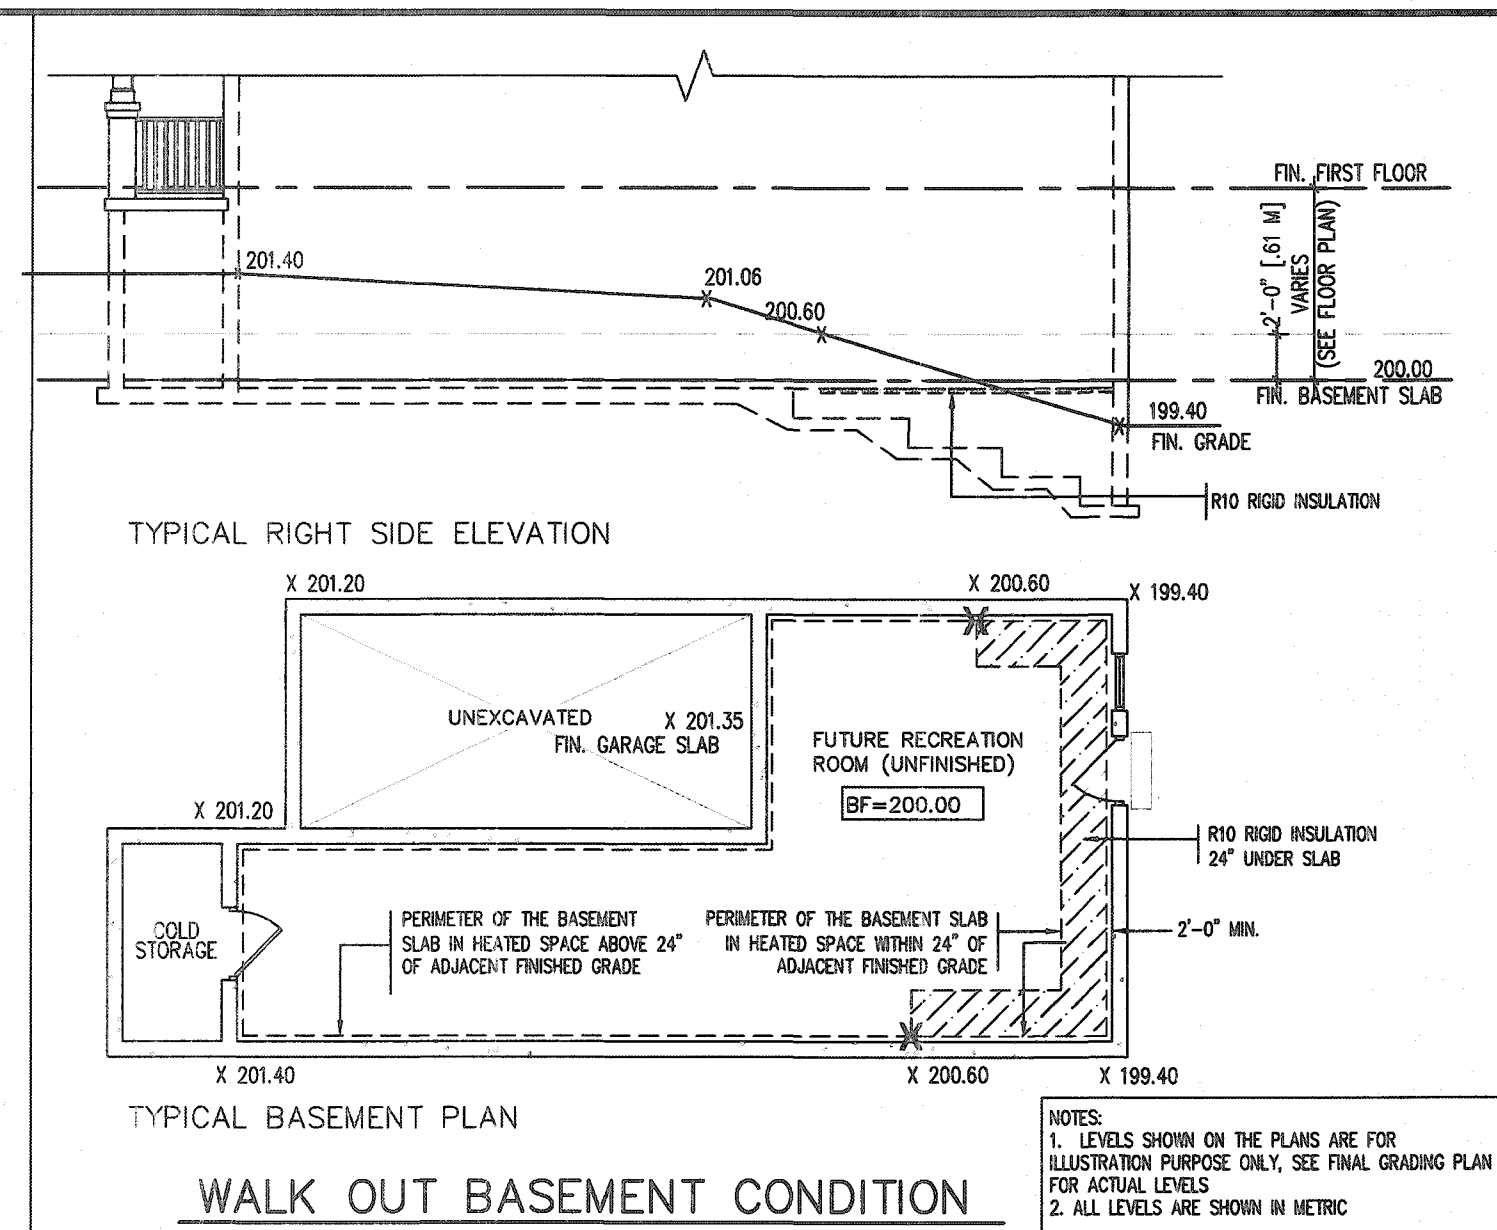 FIN. FIRST FLOOR
2'-0" [.61 M]
VARIES
(SEE FLOOR PLAN)
201.40
201.06
200.60
200.00
FIN. BASEMENT SLAB
199.40
FIN. GRADE
R10 RIGID INSULATION
TYPICAL RIGHT SIDE ELEVATION
X 201.20
X 200.60
X 199.40
UNEXCAVATED
X 201.35
FIN. GARAGE SLAB
FUTURE RECREATION
ROOM (UNFINISHED)
BF=200.00
X 201.20
R10 RIGID INSULATION
24" UNDER SLAB
COLD
STORAGE
PERIMETER OF THE BASEMENT
SLAB IN HEATED SPACE ABOVE 24"
OF ADJACENT FINISHED GRADE
PERIMETER OF THE BASEMENT SLAB
IN HEATED SPACE WITHIN 24" OF
ADJACENT FINISHED GRADE
2'-0" MIN.
X 201.40
X 200.60
X 199.40
TYPICAL BASEMENT PLAN
WALK OUT BASEMENT CONDITION
NOTES:
1. LEVELS SHOWN ON THE PLANS ARE FOR
ILLUSTRATION PURPOSE ONLY, SEE FINAL GRADING PLAN
FOR ACTUAL LEVELS
2. ALL LEVELS ARE SHOWN IN METRIC